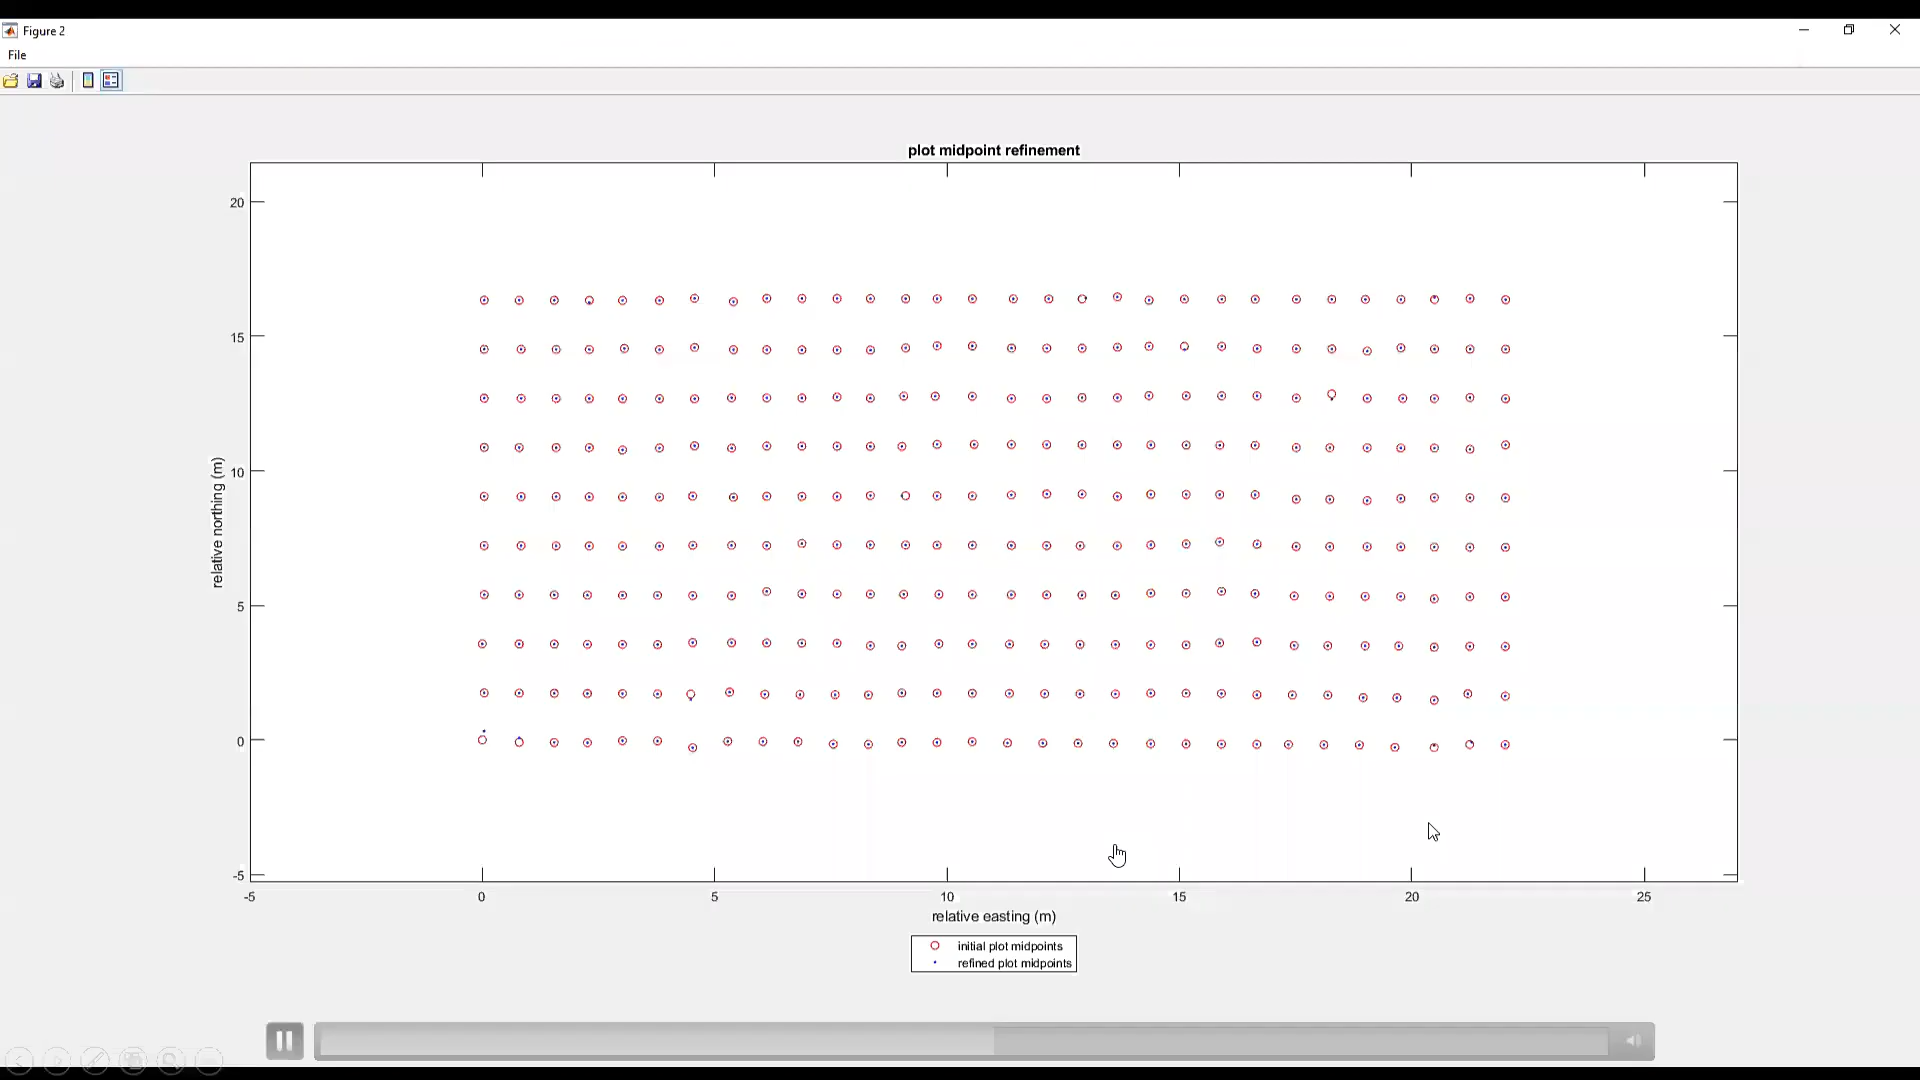 Figure 2
File
plot midpoint refinement
20
15
10
5
0
-5
relative northing (m)
-5 0 5 10 15 20 25
relative easting (m)
initial plot midpoints
refined plot midpoints